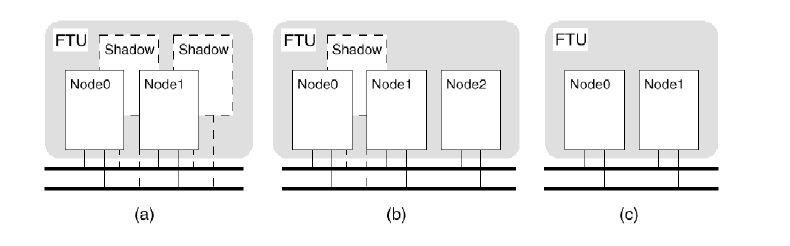 FTU
Shadow
Shadow
Node0
Node1
(a)
FTU
Shadow
Node0
Node1
Node2
(b)
FTU
Node0
Node1
(c)